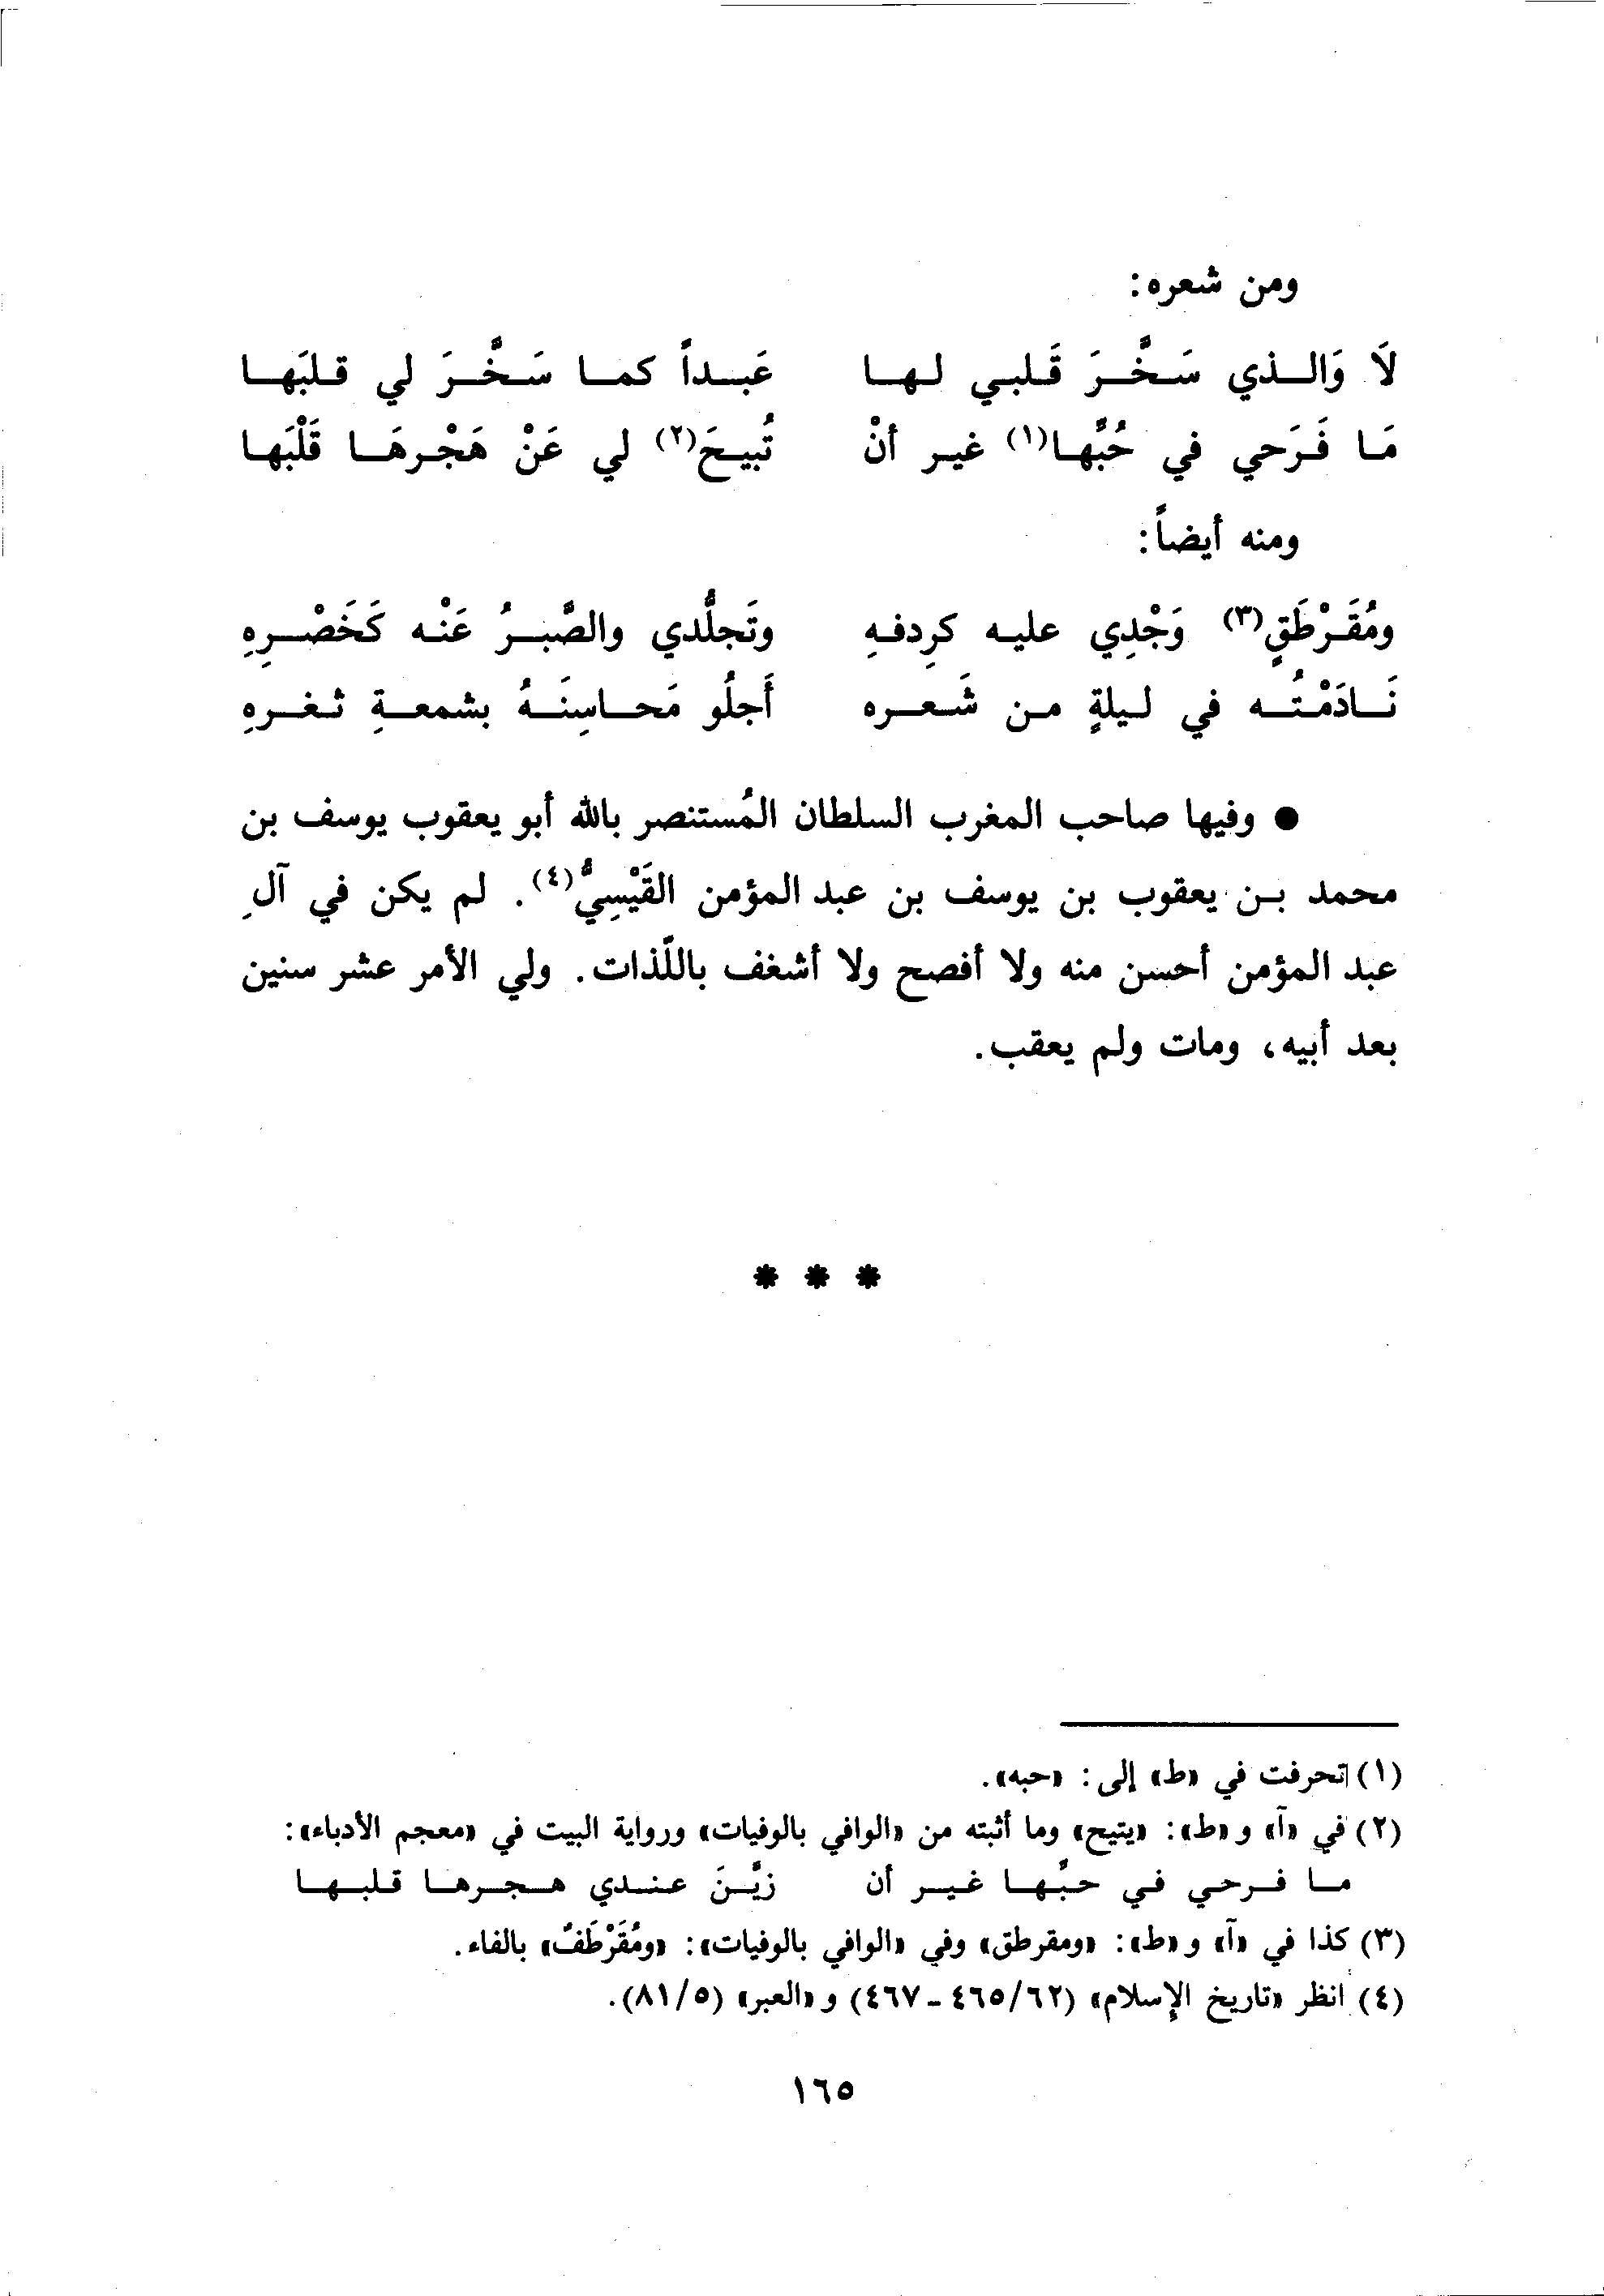 ومن شعره:
لَا وَالذي سَخَّرَ قَلبي لها عَبداً كما سَخَّرَ لي قلبَها
مَا فَرَحي في حُبِّها(١) غير أنْ تُبيحَ(٢) لي عَنْ هَجْرهَا قَلْبَها
ومنه أيضاً:
ومُقَرْطَقٍ(٣) وَجْدِي عليه كرِدفهِ وتَجلُّدي والصَّبرُ عَنْه كَخَصْرِهِ
نَادَمْتُه في ليلةٍ من شَعره أَجلُو مَحاسِنَهُ بشمعةِ ثغرهِ
● وفيها صاحب المغرب السلطان المُستنصر بالله أبو يعقوب يوسف بن
محمد بن يعقوب بن يوسف بن عبد المؤمن القَيْسِيُّ(٤). لم يكن في آلِ
عبد المؤمن أحسن منه ولا أفصح ولا أشغف باللّذات. ولي الأمر عشر سنين
بعد أبيه، ومات ولم يعقب.
* * *
(١) تحرفت في «ط» إلى: «حبه».
(٢) في «آ» و «ط»: «يتيح» وما أثبته من «الوافي بالوفيات» ورواية البيت في «معجم الأدباء»:
ما فرحي في حبِّها غير أن زيَّنَ عندي هجرها قلبها
(٣) كذا في «آ» و «ط»: «ومقرطق» وفي «الوافي بالوفيات»: «ومُقَرْطَفٌ» بالفاء.
(٤) انظر «تاريخ الإسلام» (٦٢/٤٦٥ - ٤٦٧) و «العبر» (٥/٨١).
١٦٥